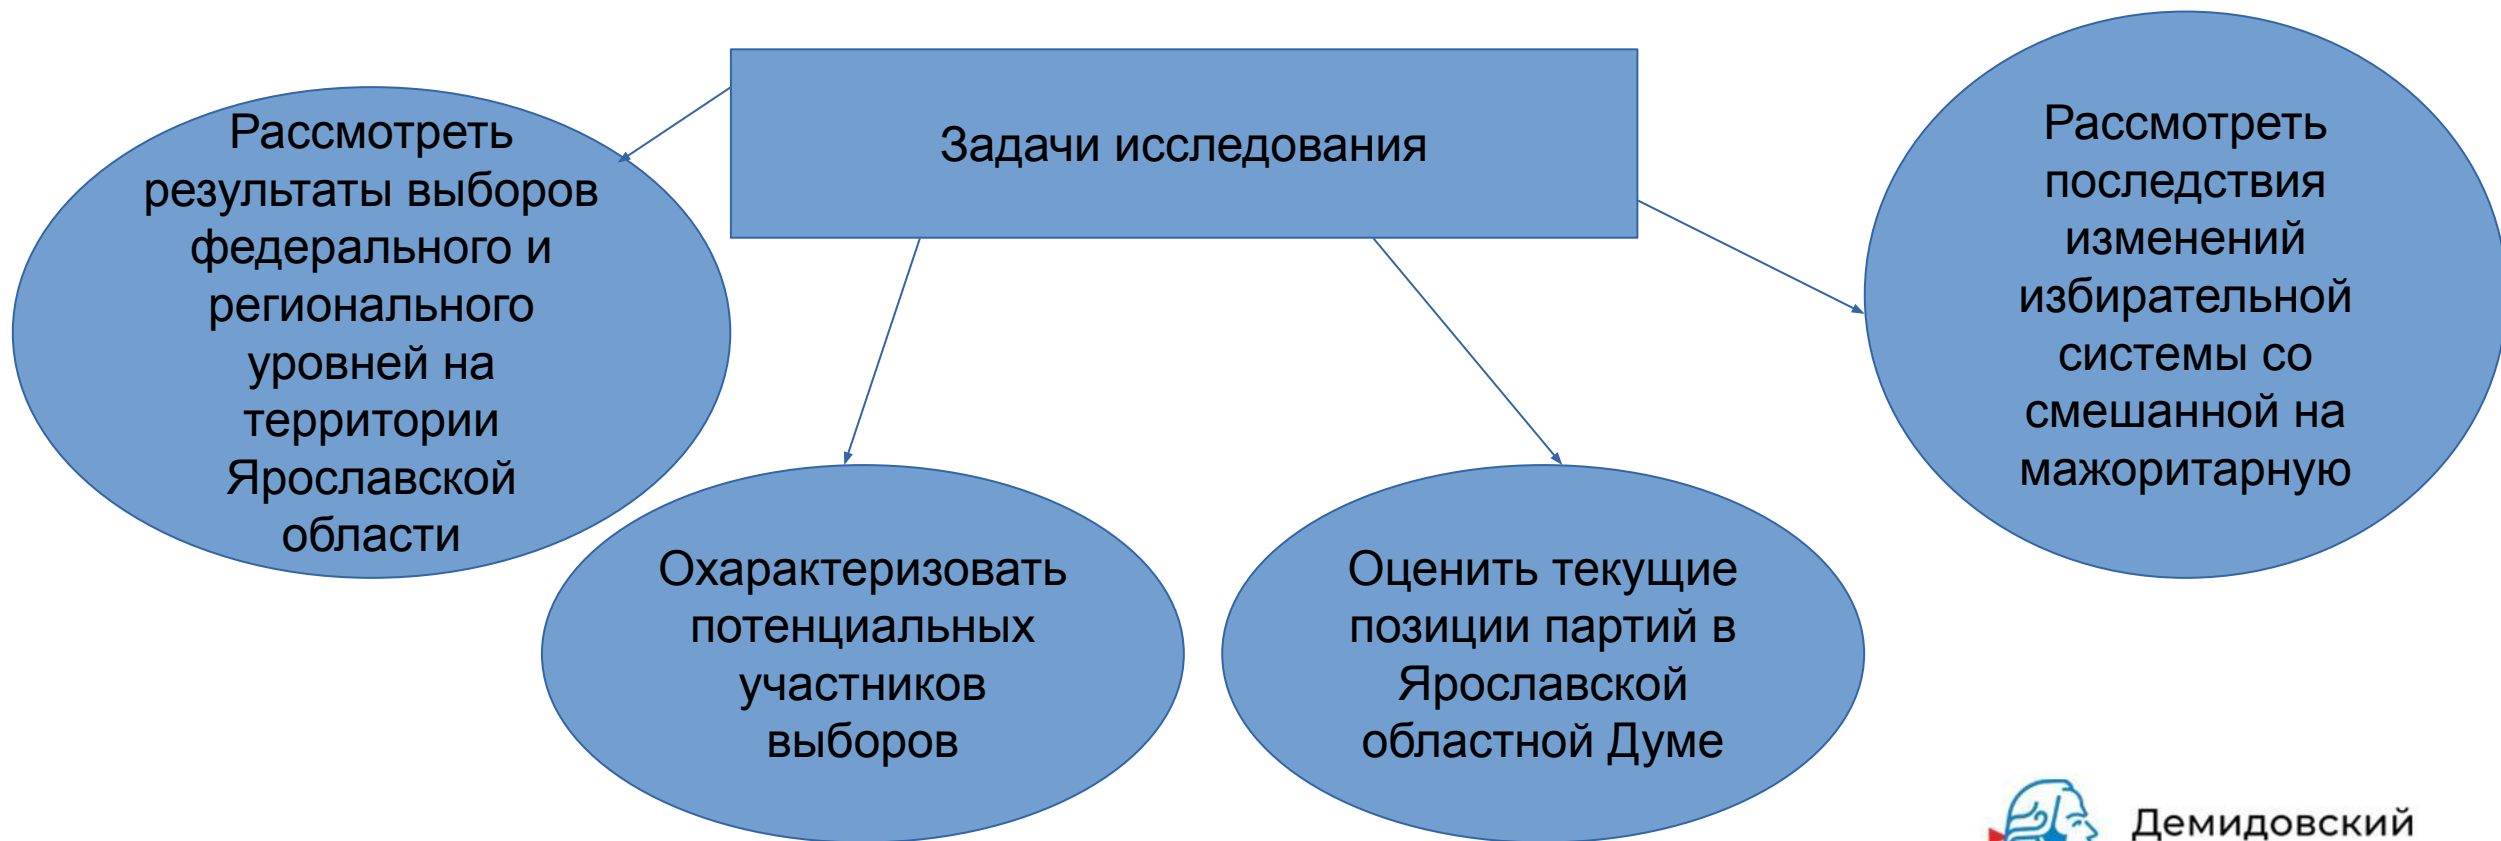 Задачи исследования
Рассмотреть
результаты выборов
федерального и
регионального
уровней на
территории
Ярославской
области
Охарактеризовать
потенциальных
участников
выборов
Оценить текущие
позиции партий в
Ярославской
областной Думе
Рассмотреть
последствия
изменений
избирательной
системы со
смешанной на
мажоритарную
Демидовский